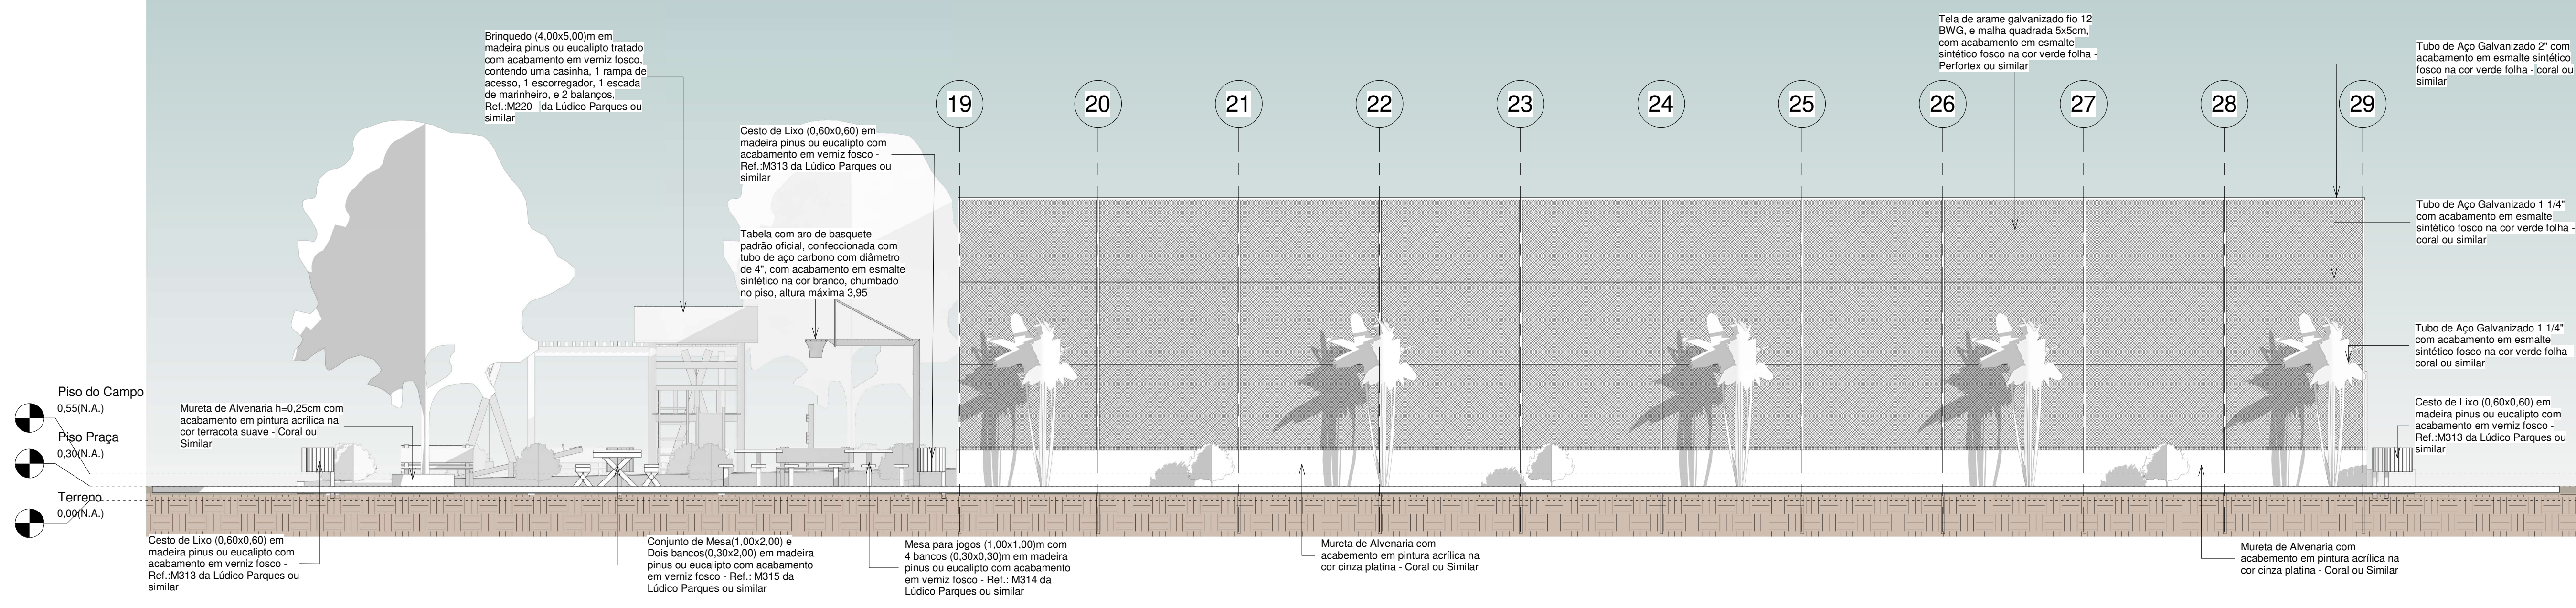 Brinquedo (4,00x5,00)m em
madeira pinus ou eucalipto tratado
com acabamento em verniz fosco,
contendo uma casinha, 1 rampa de
acesso, 1 escorregador, 1 escada
de marinheiro, e 2 balanços,
Ref.:M220 - da Lúdico Parques ou
similar
Cesto de Lixo (0,60x0,60) em
madeira pinus ou eucalipto com
acabamento em verniz fosco -
Ref.:M313 da Lúdico Parques ou
similar
Tabela com aro de basquete
padrão oficial, confeccionada com
tubo de aço carbono com diâmetro
de 4", com acabamento em esmalte
sintético na cor branco, chumbado
no piso, altura máxima 3,95
19
20
21
22
23
24
25
26
27
28
29
Tela de arame galvanizado fio 12
BWG, e malha quadrada 5x5cm,
com acabamento em esmalte
sintético fosco na cor verde folha -
Perfortex ou similar
Tubo de Aço Galvanizado 2" com
acabamento em esmalte sintético
fosco na cor verde folha - coral ou
similar
Tubo de Aço Galvanizado 1 1/4"
com acabamento em esmalte
sintético fosco na cor verde folha -
coral ou similar
Tubo de Aço Galvanizado 1 1/4"
com acabamento em esmalte
sintético fosco na cor verde folha -
coral ou similar
Cesto de Lixo (0,60x0,60) em
madeira pinus ou eucalipto com
acabamento em verniz fosco -
Ref.:M313 da Lúdico Parques ou
similar
Piso do Campo
0,55(N.A.)
Piso Praça
0,30(N.A.)
Terreno
0,00(N.A.)
Mureta de Alvenaria h=0,25cm com
acabamento em pintura acrílica na
cor terracota suave - Coral ou
Similar
Cesto de Lixo (0,60x0,60) em
madeira pinus ou eucalipto com
acabamento em verniz fosco -
Ref.:M313 da Lúdico Parques ou
similar
Conjunto de Mesa(1,00x2,00) e
Dois bancos(0,30x2,00) em madeira
pinus ou eucalipto com acabamento
em verniz fosco - Ref.: M315 da
Lúdico Parques ou similar
Mesa para jogos (1,00x1,00)m com
4 bancos (0,30x0,30)m em madeira
pinus ou eucalipto com acabamento
em verniz fosco - Ref.: M314 da
Lúdico Parques ou similar
Mureta de Alvenaria com
acabemento em pintura acrílica na
cor cinza platina - Coral ou Similar
Mureta de Alvenaria com
acabemento em pintura acrílica na
cor cinza platina - Coral ou Similar